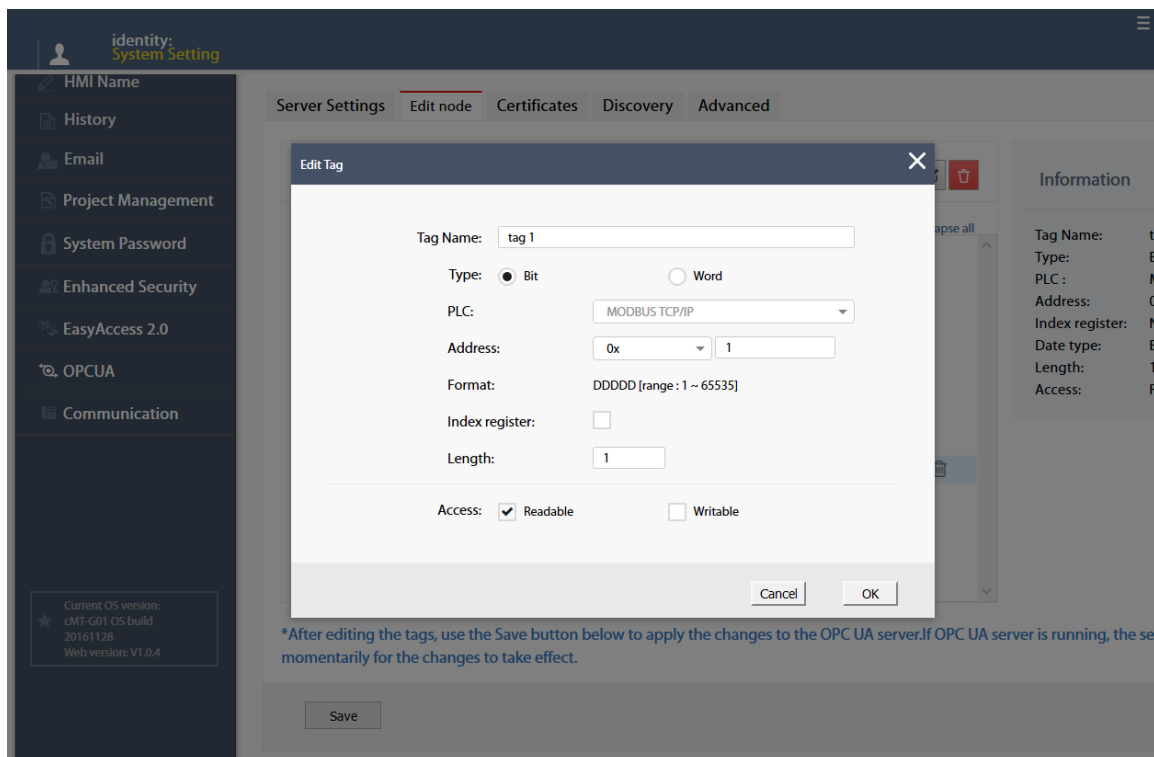 identity:
System Setting
HMI Name
History
Email
Project Management
System Password
Enhanced Security
EasyAccess 2.0
OPCUA
Communication
Current OS version:
cMT-G01 OS build
20161128
Web version: V1.0.4
Server Settings Edit node Certificates Discovery Advanced
Edit Tag
Tag Name: tag 1
Type: Bit Word
PLC: MODBUS TCP/IP
Address: 0x 1
Format: DDDDD [range : 1 ~ 65535]
Index register:
Length: 1
Access: Readable Writable
Cancel OK
all
Information
Tag Name:
Type:
PLC :
Address:
Index register:
Date type:
Length:
Access:
*After editing the tags, use the Save button below to apply the changes to the OPC UA server.If OPC UA server is running, the
momentarily for the changes to take effect.
Save